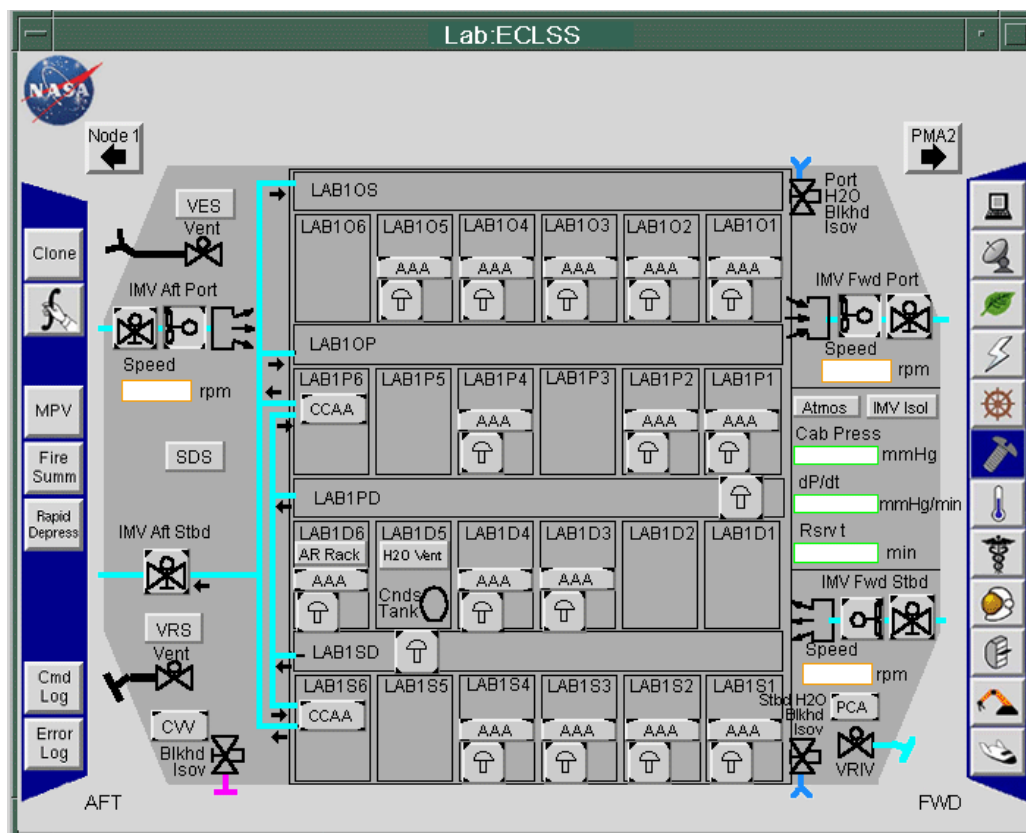 Lab:ECLSS
NASA
Node 1
PMA2
VES
Vent
LAB1OS
Port
H2O
Blkhd
Isov
Clone
LAB1O6 LAB1O5 LAB1O4 LAB1O3 LAB1O2 LAB1O1
AAA AAA AAA AAA AAA
IMV Aft Port
IMV Fwd Port
LAB1OP
Speed
rpm
Speed
rpm
LAB1P6 LAB1P5 LAB1P4 LAB1P3 LAB1P2 LAB1P1
CCAA
AAA AAA AAA
MPV
Atmos IMV Isol
Cab Press
mmHg
Fire
Summ
SDS
dP/dt
mmHg/min
LAB1PD
Rapid
Depress
Rsrv t
min
IMV Aft Stbd
LAB1D6 LAB1D5 LAB1D4 LAB1D3 LAB1D2 LAB1D1
AR Rack H2O Vent
AAA AAA AAA
Cnds
Tank
IMV Fwd Stbd
VRS
Vent
LAB1SD
Speed
rpm
Cmd
Log
LAB1S6 LAB1S5 LAB1S4 LAB1S3 LAB1S2 LAB1S1
CCAA
AAA AAA AAA AAA
Stbd H2O
Blkhd
Isov
PCA
CVV
Error
Log
Blkhd
Isov
VRIV
AFT
FWD